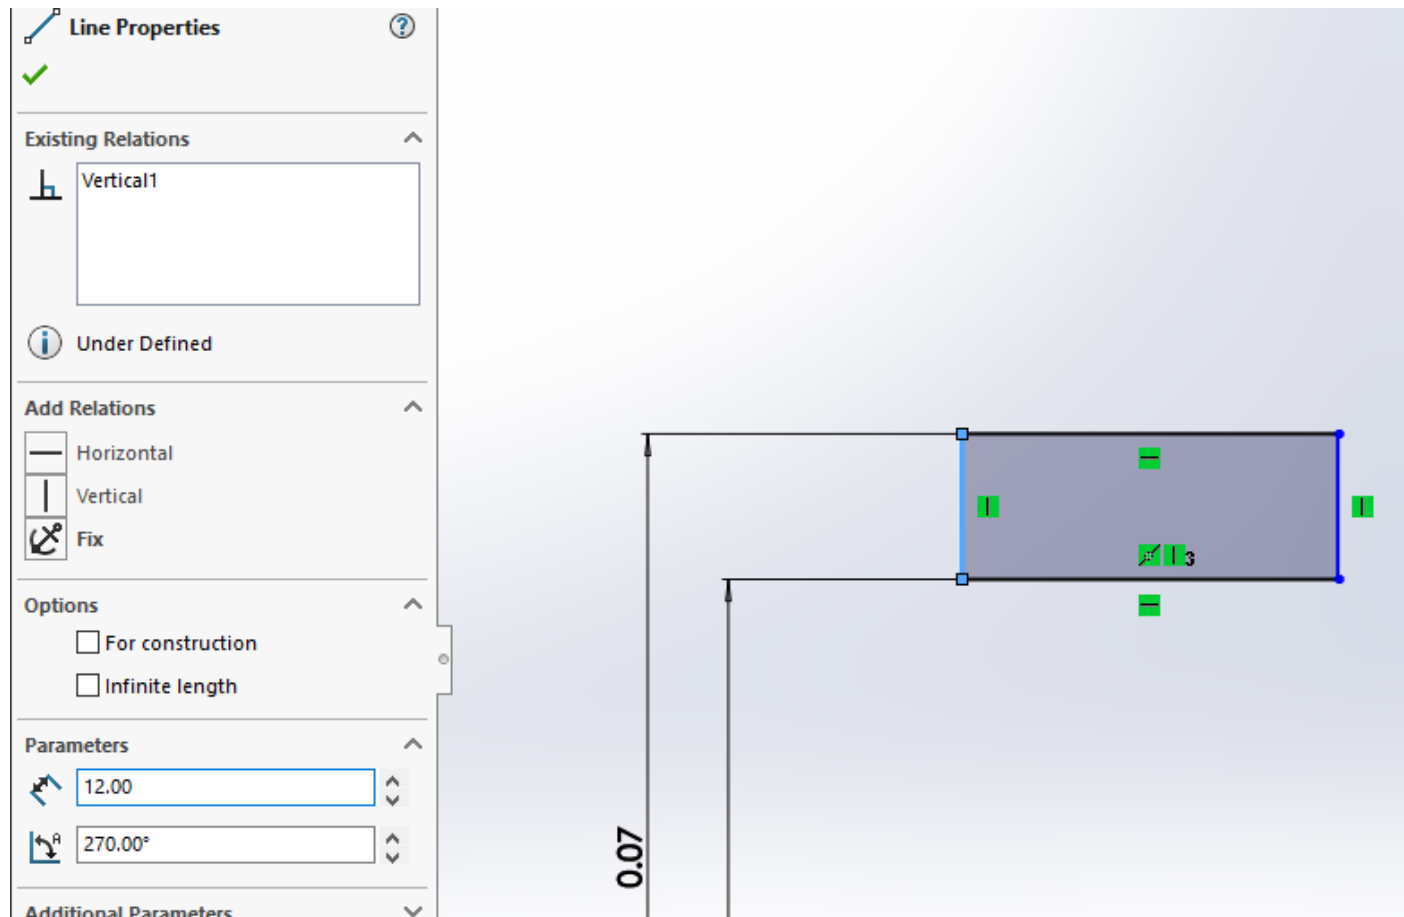 Line Properties
?
Existing Relations
Vertical1
Under Defined
Add Relations
Horizontal
Vertical
Fix
Options
For construction
Infinite length
Parameters
12.00
A
270.00°
Additional Parameters
3
0.07